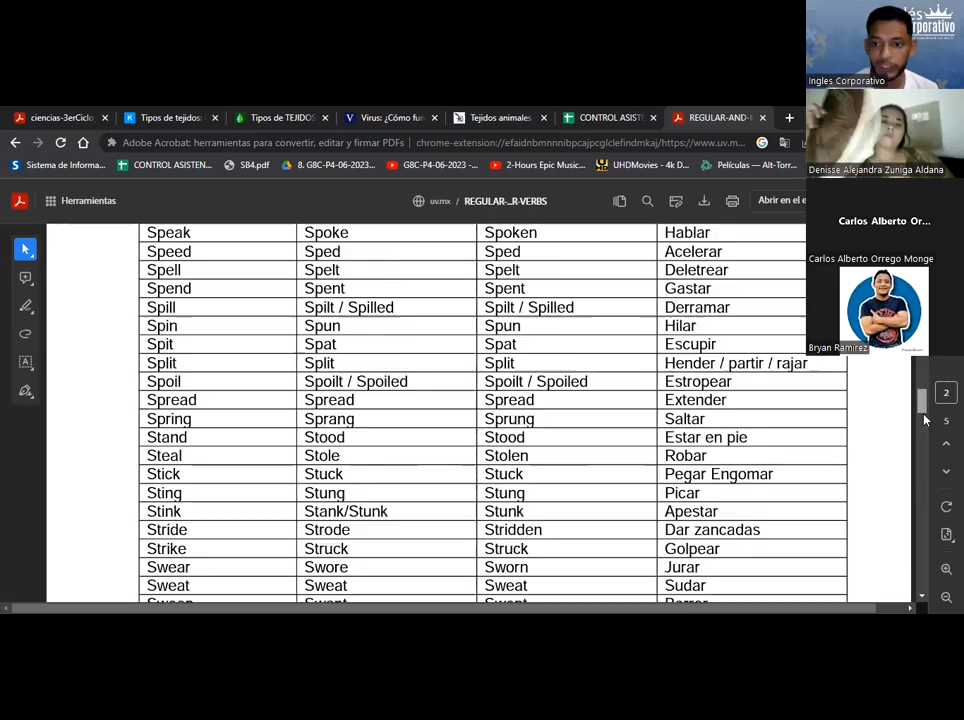 lés
corporativo
Ingles Corporativo
ciencias-3erCiclo
Tipos de tejidos:
Tipos de TEJIDOS
Virus: ¿Cómo fun
Tejidos animales
CONTROL ASISTE
REGULAR-AND-I
Adobe Acrobat: herramientas para convertir, editar y firmar PDFs
chrome-extension://efaidnbmnnnibpcajpcglclefindmkaj/https://www.uv.m...
Sistema de Informa...
CONTROL ASISTEN...
SB4.pdf
8. G8C-P4-06-2023...
G8C-P4-06-2023 -...
2-Hours Epic Music...
UHDMovies - 4k D...
Películas — Alt-Torr...
Denisse Alejandra Zuniga Aldana
Herramientas
uv.mx / REGULAR-_R-VERBS
Abrir en el e
Carlos Alberto Or...
Carlos Alberto Orrego Monge
Bryan Ramirez
Speak Spoke Spoken Hablar
Speed Sped Sped Acelerar
Spell Spelt Spelt Deletrear
Spend Spent Spent Gastar
Spill Spilt / Spilled Spilt / Spilled Derramar
Spin Spun Spun Hilar
Spit Spat Spat Escupir
Split Split Split Hender / partir / rajar
Spoil Spoilt / Spoiled Spoilt / Spoiled Estropear
Spread Spread Spread Extender
Spring Sprang Sprung Saltar
Stand Stood Stood Estar en pie
Steal Stole Stolen Robar
Stick Stuck Stuck Pegar Engomar
Sting Stung Stung Picar
Stink Stank/Stunk Stunk Apestar
Stride Strode Stridden Dar zancadas
Strike Struck Struck Golpear
Swear Swore Sworn Jurar
Sweat Sweat Sweat Sudar
Sweep Swept Swept Barrer
2
5